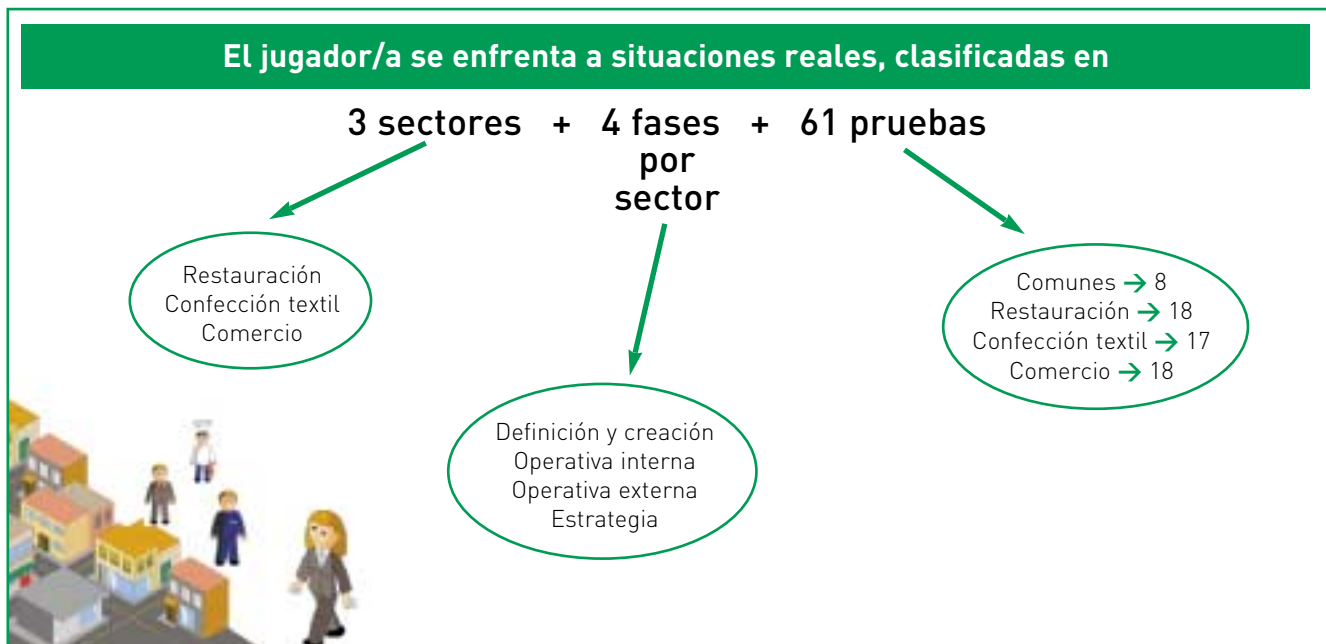 El jugador/a se enfrenta a situaciones reales, clasificadas en
3 sectores + 4 fases + 61 pruebas
por
sector
Restauración
Confección textil
Comercio
Definición y creación
Operativa interna
Operativa externa
Estrategia
Comunes → 8
Restauración → 18
Confección textil → 17
Comercio → 18